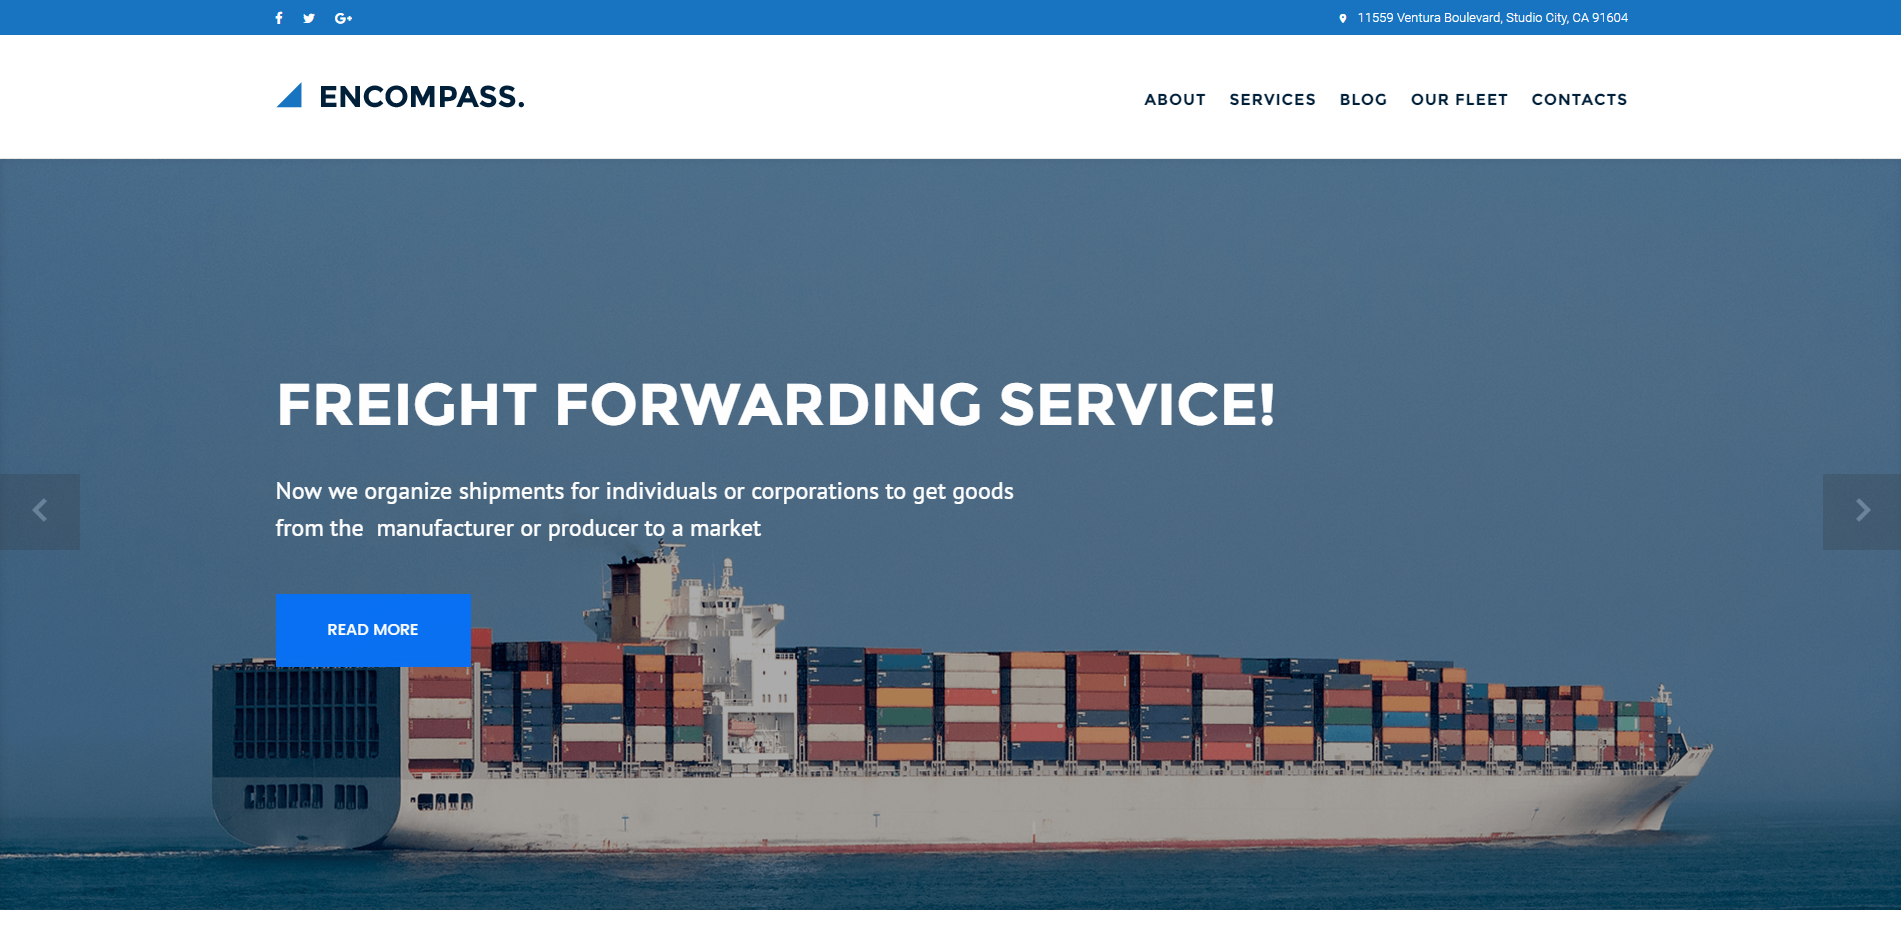 11559 Ventura Boulevard, Studio City, CA 91604
ENCOMPASS.
ABOUT SERVICES BLOG OUR FLEET CONTACTS
FREIGHT FORWARDING SERVICE!
Now we organize shipments for individuals or corporations to get goods
from the  manufacturer or producer to a market
READ MORE